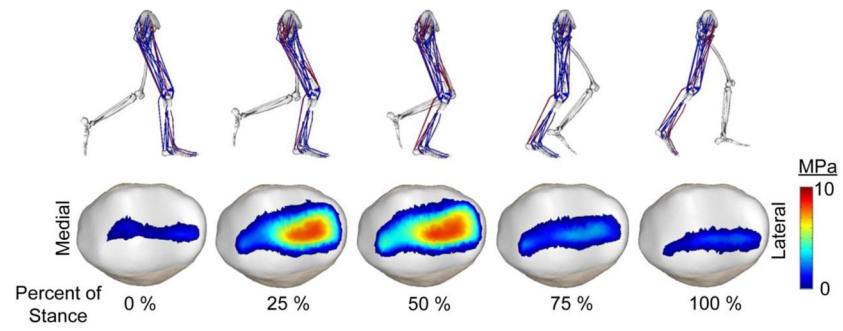 MPa
10
0
Medial
Lateral
Percent of
Stance
0 %
25 %
50 %
75 %
100 %